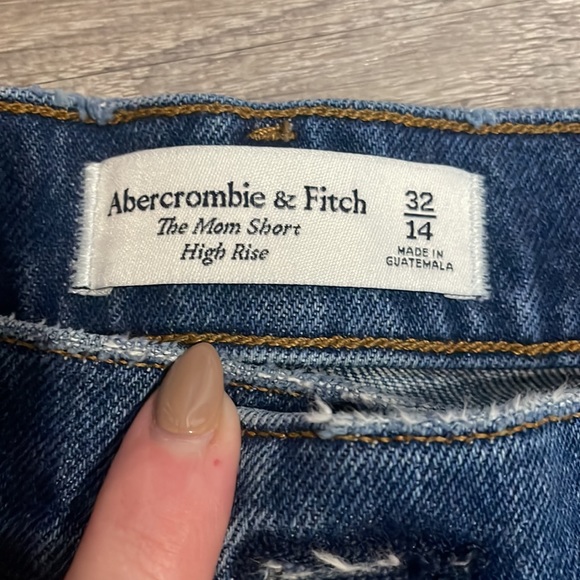 Abercrombie & Fitch
The Mom Short
High Rise
32
14
MADE IN
GUATEMALA